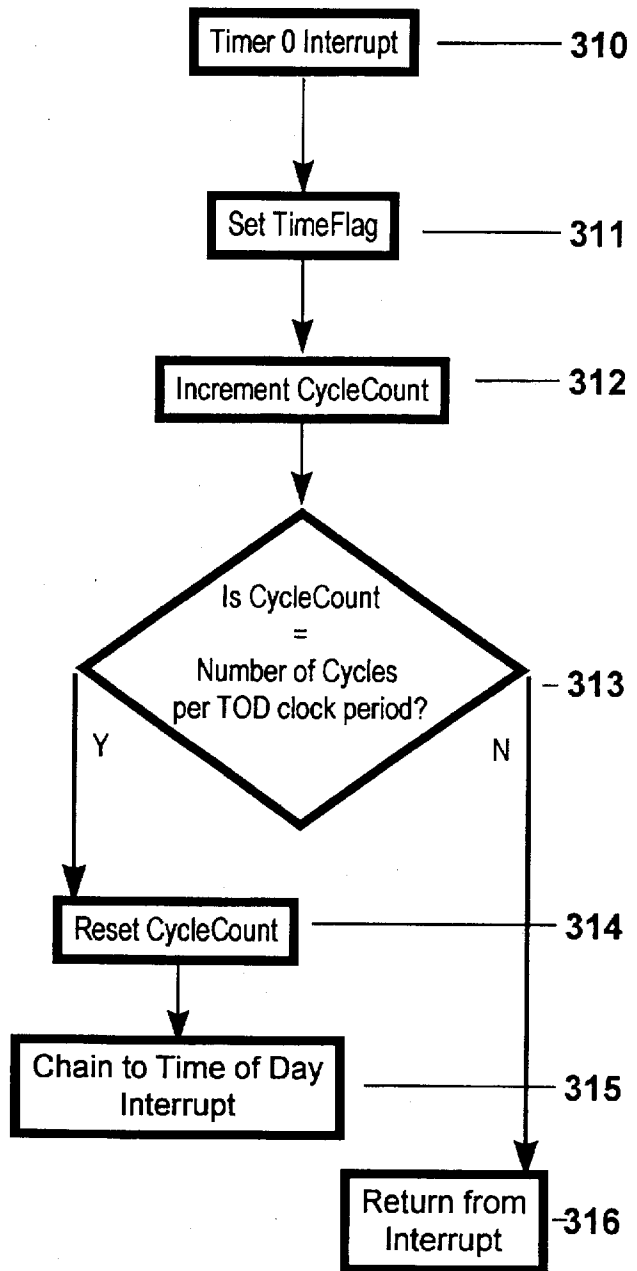 Timer 0 Interrupt
310
Set TimeFlag
311
Increment CycleCount
312
Is CycleCount
=
Number of Cycles
per TOD clock period?
313
Y
N
Reset CycleCount
314
Chain to Time of Day
Interrupt
315
Return from
Interrupt
316